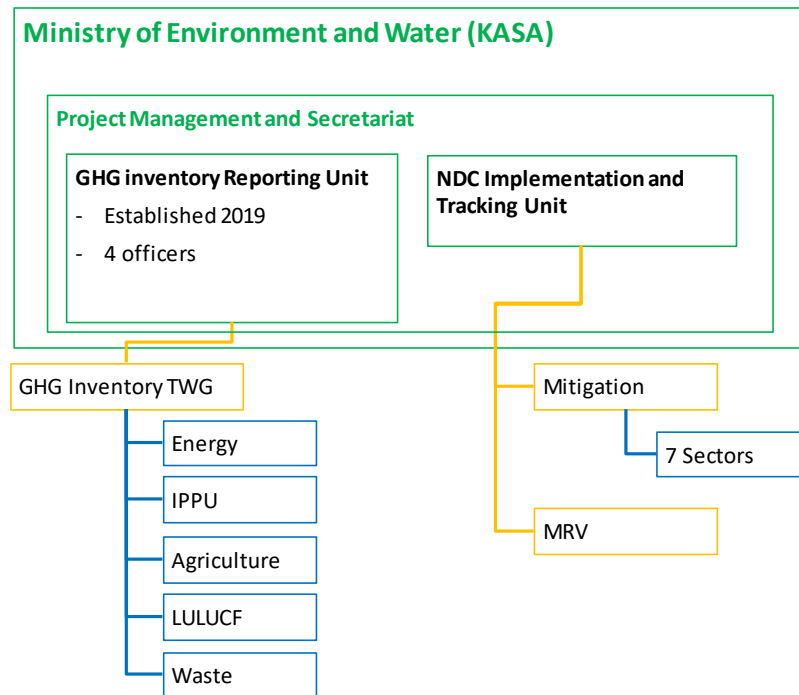 Ministry of Environment and Water (KASA)
Project Management and Secretariat
GHG inventory Reporting Unit
- Established 2019
- 4 officers
NDC Implementation and
Tracking Unit
GHG Inventory TWG
Energy
IPPU
Agriculture
LULUCF
Waste
Mitigation
7 Sectors
MRV